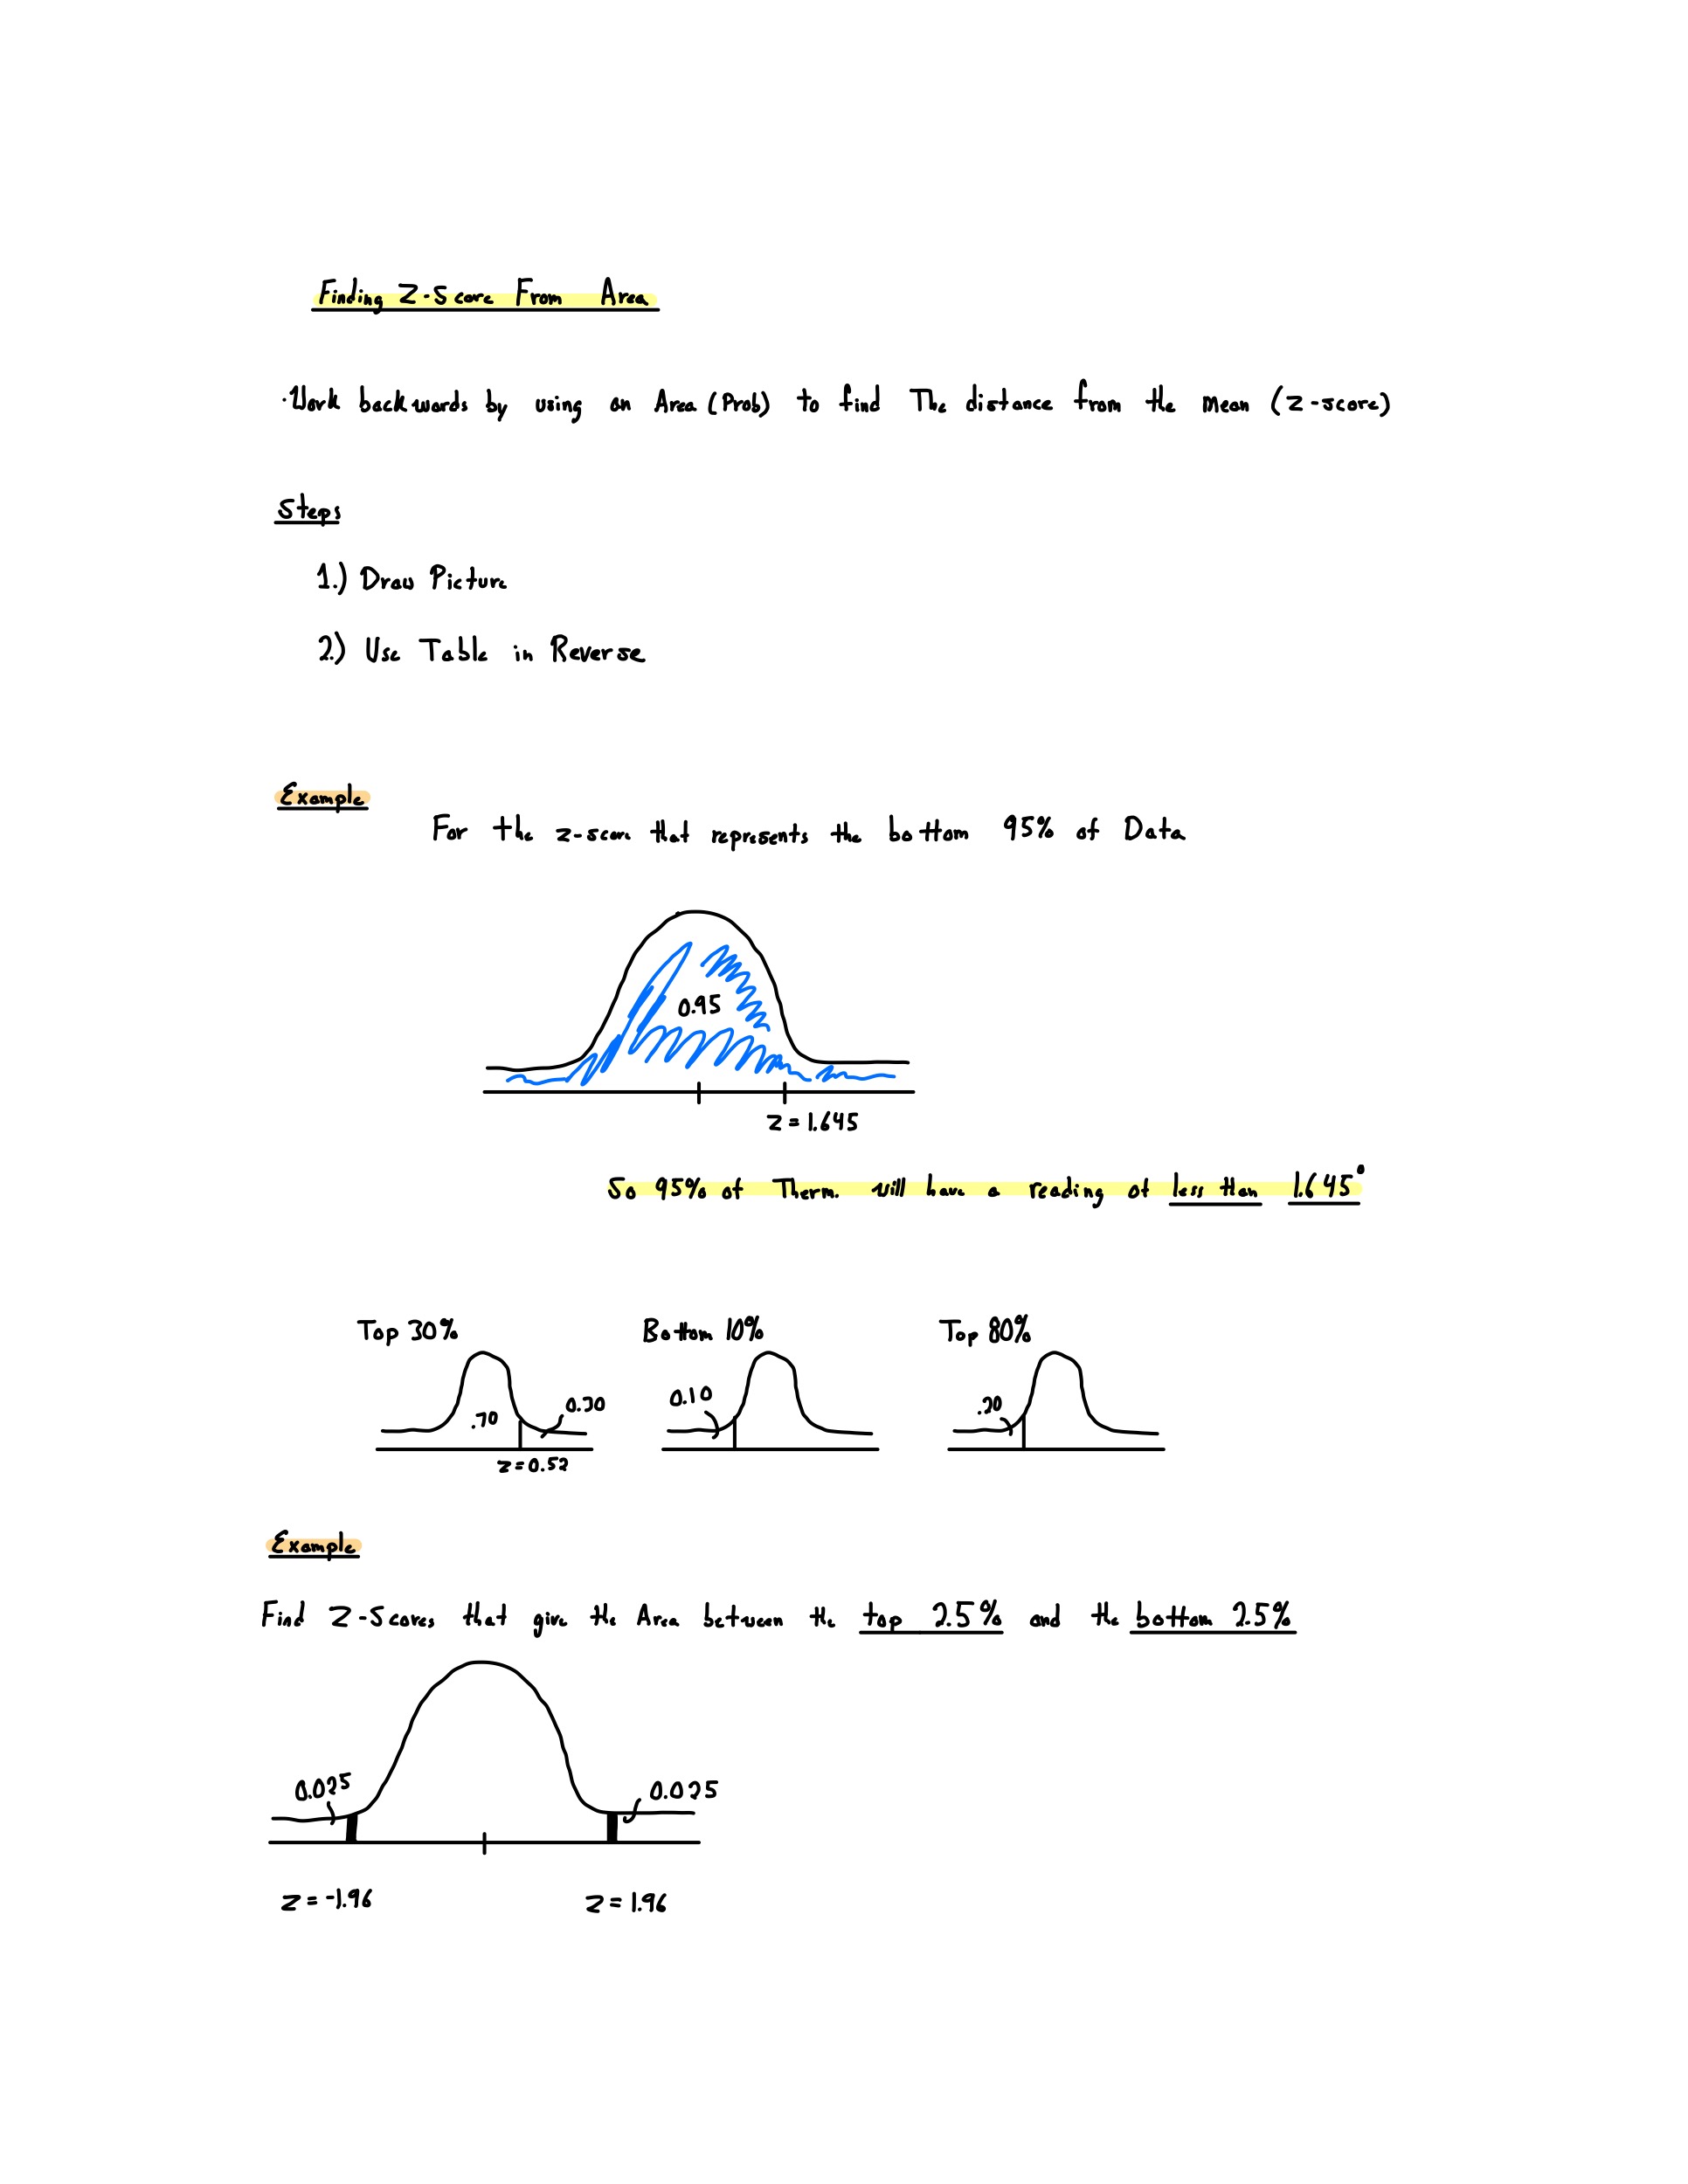 Finding Z-Score From Area
·Work backwards by using an Area (Prob) to find The distance from the mean (z-score)
Steps
1.) Draw Picture
2.) Use Table in Reverse
Example
For the z-score that represents the bottom 95% of Data
0.95
z = 1.645
So 95% of Therm. will have a reading of less than 1.645°
Top 30% Bottom 10% Top 80%
.70 0.30 0.10 .20
z = 0.52
Example
Find Z-Scores that give the Area between the top 2.5% and the bottom 2.5%
0.025 0.025
z = -1.96 z = 1.96